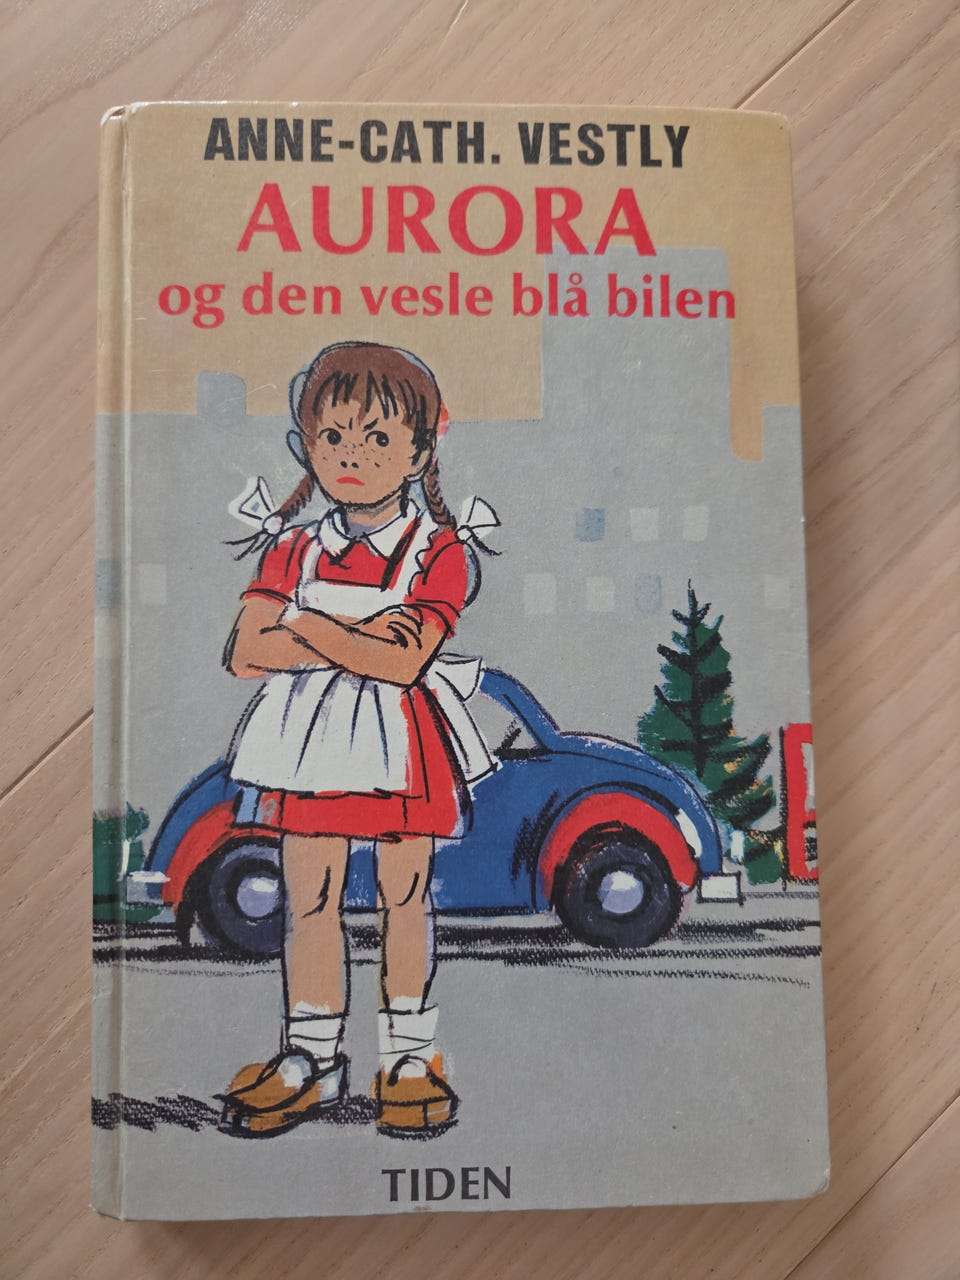 ANNE-CATH. VESTLY
AURORA
og den vesle blå bilen
TIDEN